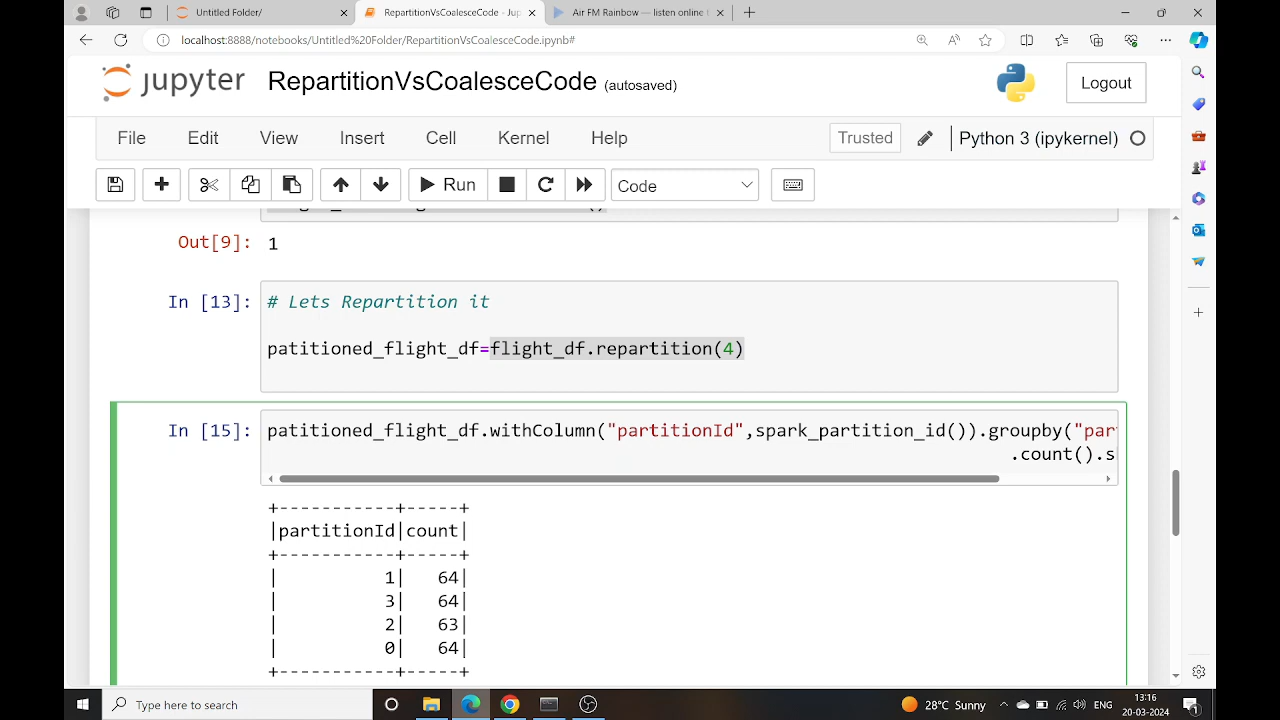 Untitled Folder/
RepartitionVsCoalesceCode - Jup
Air FM Rainbow — listen online f
localhost:8888/notebooks/Untitled%20Folder/RepartitionVsCoalesceCode.ipynb#
jupyter RepartitionVsCoalesceCode (autosaved)
Logout
File Edit View Insert Cell Kernel Help
Trusted
Python 3 (ipykernel)
Run
Code
Out[9]: 1
In [13]: # Lets Repartition it
patitioned_flight_df=flight_df.repartition(4)
In [15]: patitioned_flight_df.withColumn("partitionId",spark_partition_id()).groupby("par
.count().s
+-----------+-----+
|partitionId|count|
+-----------+-----+
| 1| 64|
| 3| 64|
| 2| 63|
| 0| 64|
+-----------+-----+
Type here to search
28°C Sunny
ENG
13:16
20-03-2024
1